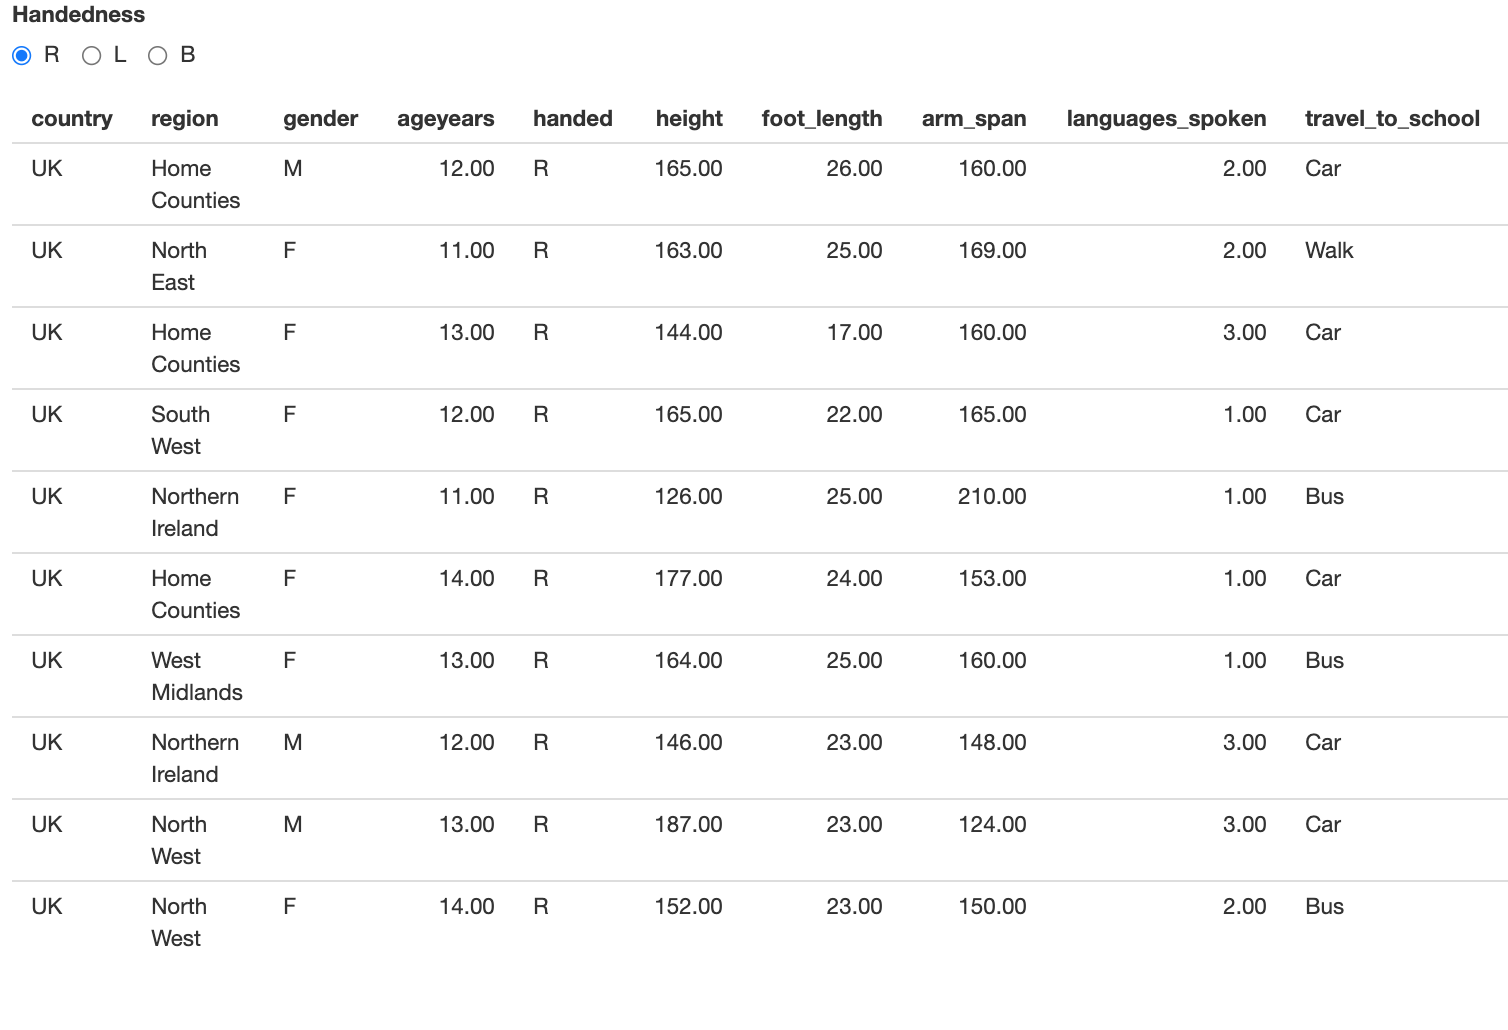 Handedness
R L B
country region gender ageyears handed height foot_length arm_span languages_spoken travel_to_school
UK Home M 12.00 R 165.00 26.00 160.00 2.00 Car
Counties
UK North F 11.00 R 163.00 25.00 169.00 2.00 Walk
East
UK Home F 13.00 R 144.00 17.00 160.00 3.00 Car
Counties
UK South F 12.00 R 165.00 22.00 165.00 1.00 Car
West
UK Northern F 11.00 R 126.00 25.00 210.00 1.00 Bus
Ireland
UK Home F 14.00 R 177.00 24.00 153.00 1.00 Car
Counties
UK West F 13.00 R 164.00 25.00 160.00 1.00 Bus
Midlands
UK Northern M 12.00 R 146.00 23.00 148.00 3.00 Car
Ireland
UK North M 13.00 R 187.00 23.00 124.00 3.00 Car
West
UK North F 14.00 R 152.00 23.00 150.00 2.00 Bus
West